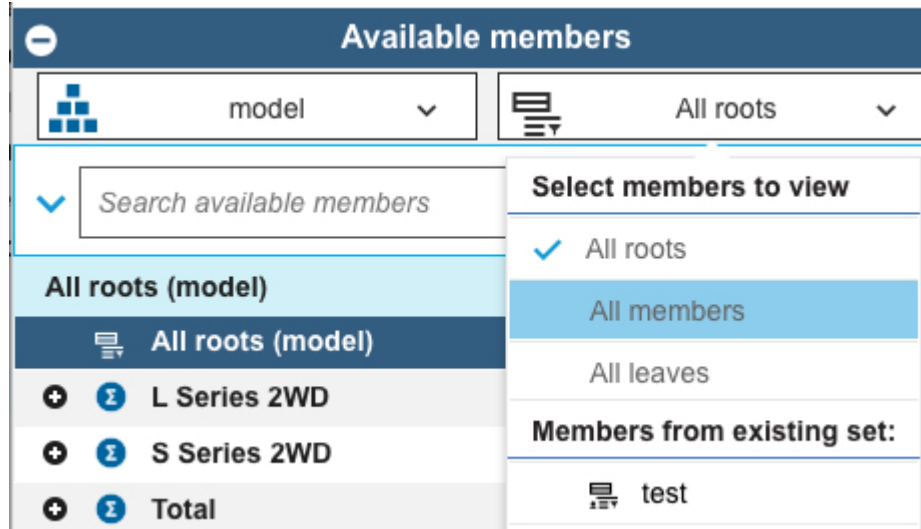 Available members
model
All roots
Search available members
Select members to view
All roots
All members
All leaves
Members from existing set:
test
All roots (model)
All roots (model)
L Series 2WD
S Series 2WD
Total